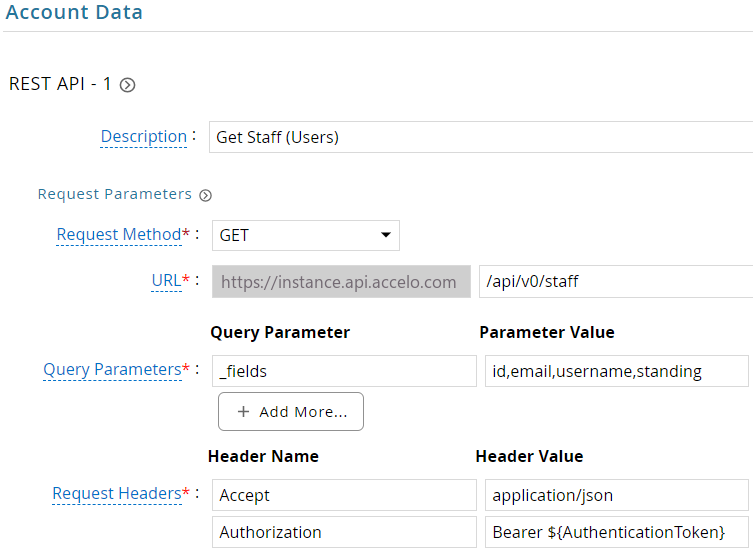 Account Data
REST API - 1
Description :
Get Staff (Users)
Request Parameters
Request Method* :
GET
URL* :
https://instance.api.accelo.com
/api/v0/staff
Query Parameter
Parameter Value
Query Parameters* :
_fields
id,email,username,standing
+ Add More...
Header Name
Header Value
Request Headers* :
Accept
application/json
Authorization
Bearer ${AuthenticationToken}